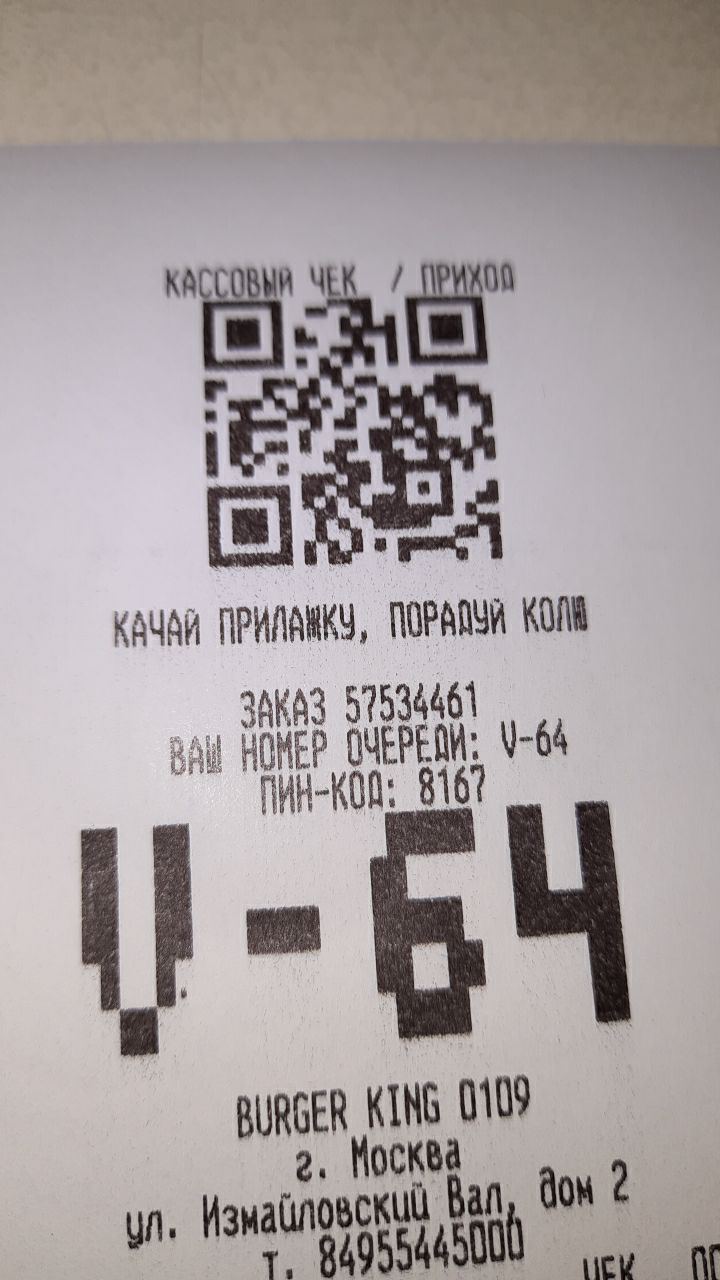 КАССОВЫЙ ЧЕК / ПРИХОД
КАЧАЙ ПРИЛАЖКУ, ПОРАДУЙ КОЛЮ
ЗАКАЗ 57534461
ВАШ НОМЕР ОЧЕРЕДИ: V-64
ПИН-КОД: 8167
V-64
BURGER KING 0109
г. Москва
ул. Измайловский Вал, дом 2
Т. 84955445000
ЧЕК